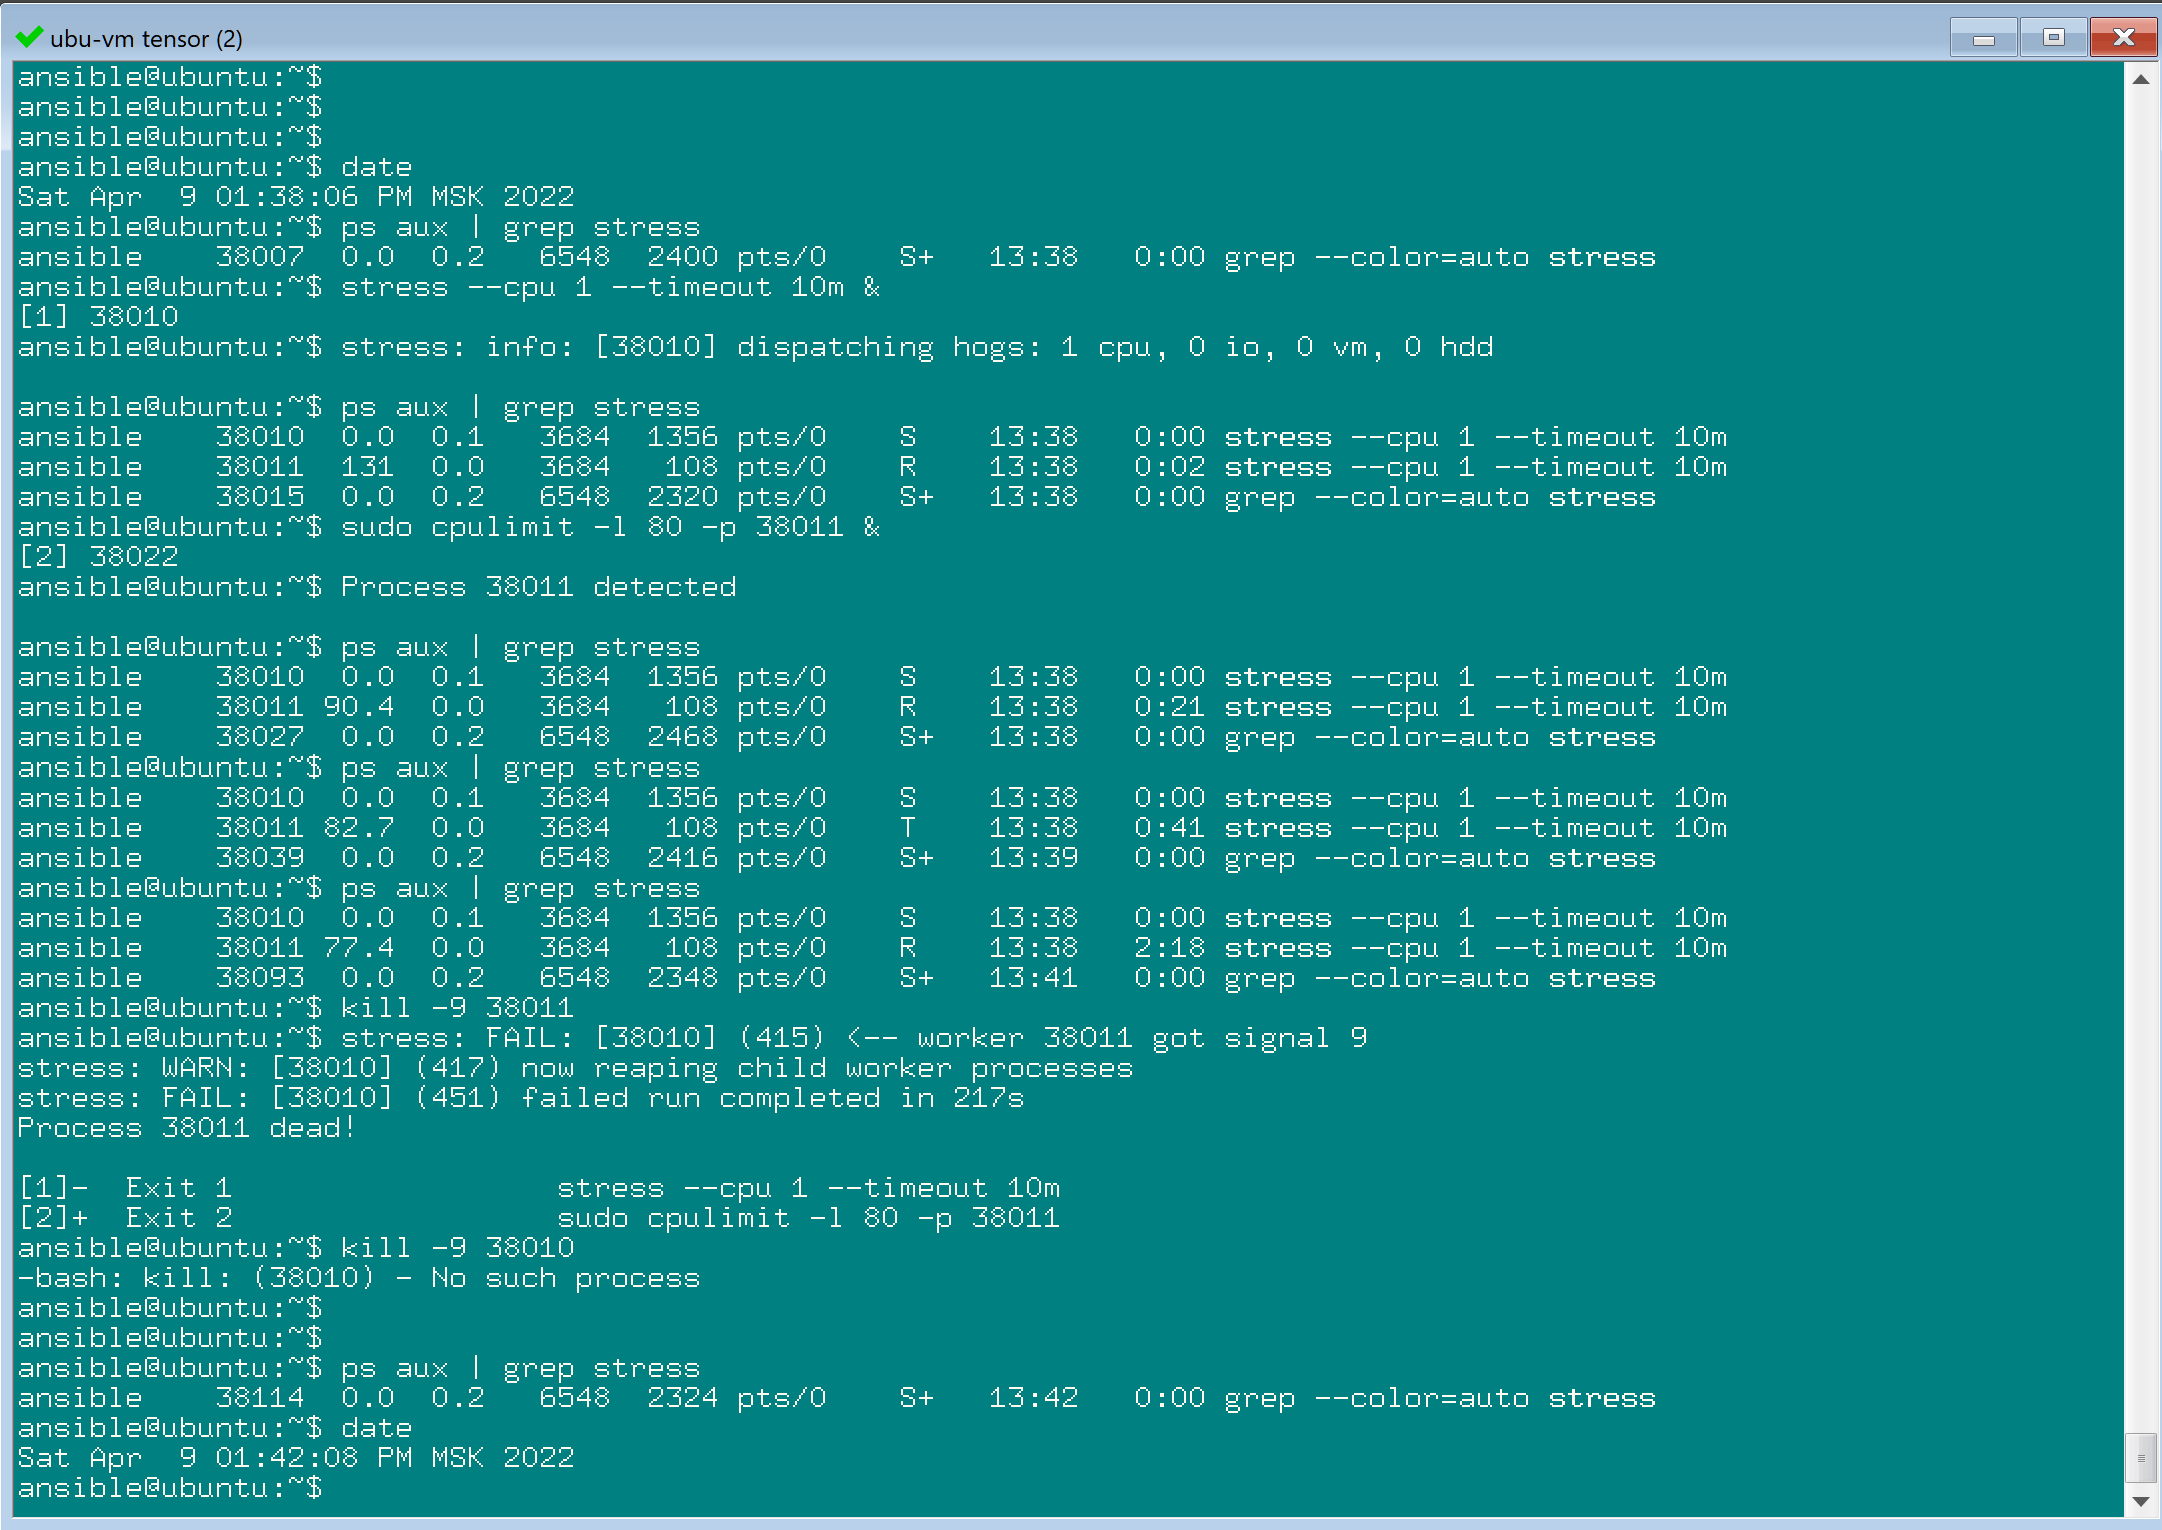 ubu-vm tensor (2)
ansible@ubuntu:~$
ansible@ubuntu:~$
ansible@ubuntu:~$
ansible@ubuntu:~$ date
Sat Apr  9 01:38:06 PM MSK 2022
ansible@ubuntu:~$ ps aux | grep stress
ansible    38007  0.0  0.2   6548  2400 pts/0    S+   13:38   0:00 grep --color=auto stress
ansible@ubuntu:~$ stress --cpu 1 --timeout 10m &
[1] 38010
ansible@ubuntu:~$ stress: info: [38010] dispatching hogs: 1 cpu, 0 io, 0 vm, 0 hdd

ansible@ubuntu:~$ ps aux | grep stress
ansible    38010  0.0  0.1   3684  1356 pts/0    S    13:38   0:00 stress --cpu 1 --timeout 10m
ansible    38011  131  0.0   3684   108 pts/0    R    13:38   0:02 stress --cpu 1 --timeout 10m
ansible    38015  0.0  0.2   6548  2320 pts/0    S+   13:38   0:00 grep --color=auto stress
ansible@ubuntu:~$ sudo cpulimit -l 80 -p 38011 &
[2] 38022
ansible@ubuntu:~$ Process 38011 detected

ansible@ubuntu:~$ ps aux | grep stress
ansible    38010  0.0  0.1   3684  1356 pts/0    S    13:38   0:00 stress --cpu 1 --timeout 10m
ansible    38011 90.4  0.0   3684   108 pts/0    R    13:38   0:21 stress --cpu 1 --timeout 10m
ansible    38027  0.0  0.2   6548  2468 pts/0    S+   13:38   0:00 grep --color=auto stress
ansible@ubuntu:~$ ps aux | grep stress
ansible    38010  0.0  0.1   3684  1356 pts/0    S    13:38   0:00 stress --cpu 1 --timeout 10m
ansible    38011 82.7  0.0   3684   108 pts/0    T    13:38   0:41 stress --cpu 1 --timeout 10m
ansible    38039  0.0  0.2   6548  2416 pts/0    S+   13:39   0:00 grep --color=auto stress
ansible@ubuntu:~$ ps aux | grep stress
ansible    38010  0.0  0.1   3684  1356 pts/0    S    13:38   0:00 stress --cpu 1 --timeout 10m
ansible    38011 77.4  0.0   3684   108 pts/0    R    13:38   2:18 stress --cpu 1 --timeout 10m
ansible    38093  0.0  0.2   6548  2348 pts/0    S+   13:41   0:00 grep --color=auto stress
ansible@ubuntu:~$ kill -9 38011
ansible@ubuntu:~$ stress: FAIL: [38010] (415) <-- worker 38011 got signal 9
stress: WARN: [38010] (417) now reaping child worker processes
stress: FAIL: [38010] (451) failed run completed in 217s
Process 38011 dead!

[1]-  Exit 1                  stress --cpu 1 --timeout 10m
[2]+  Exit 2                  sudo cpulimit -l 80 -p 38011
ansible@ubuntu:~$ kill -9 38010
-bash: kill: (38010) - No such process
ansible@ubuntu:~$
ansible@ubuntu:~$
ansible@ubuntu:~$ ps aux | grep stress
ansible    38114  0.0  0.2   6548  2324 pts/0    S+   13:42   0:00 grep --color=auto stress
ansible@ubuntu:~$ date
Sat Apr  9 01:42:08 PM MSK 2022
ansible@ubuntu:~$